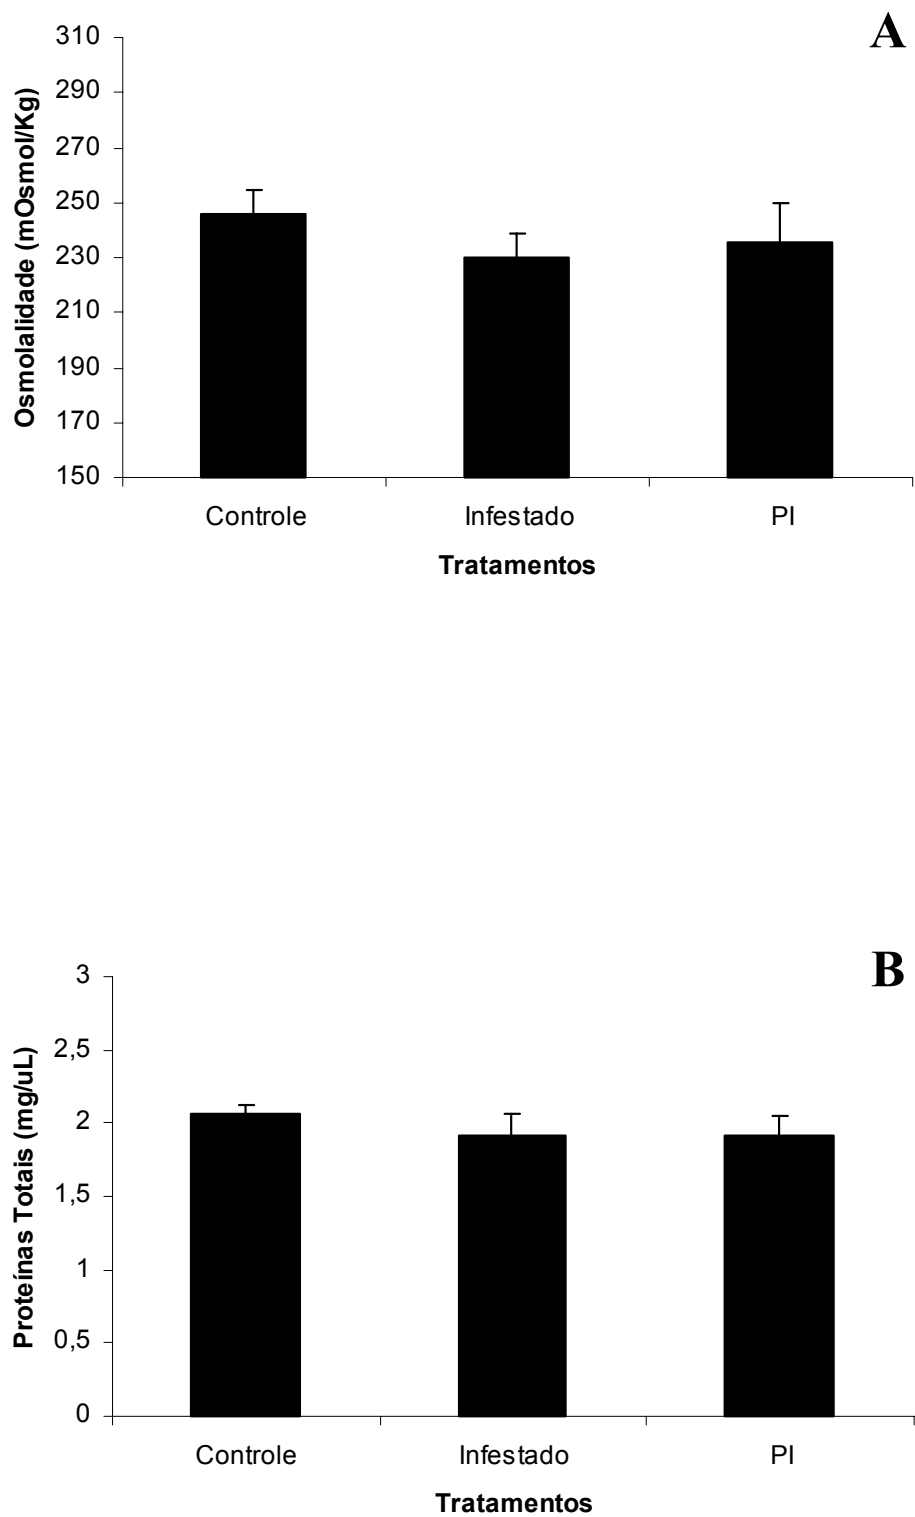 A
Osmolalidade (mOsmol/Kg)
310
290
270
250
230
210
190
170
150
Controle Infestado PI
Tratamentos
B
Proteínas Totais (mg/uL)
3
2,5
2
1,5
1
0,5
0
Controle Infestado PI
Tratamentos